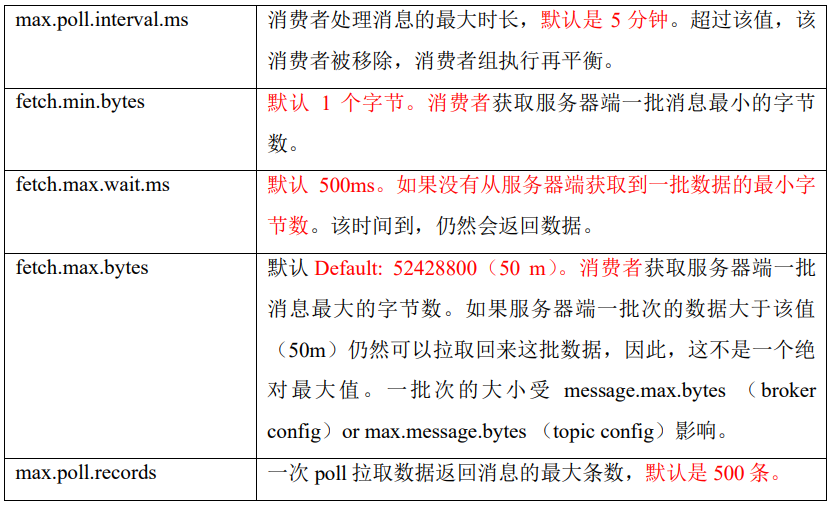 max.poll.interval.ms
消费者处理消息的最大时长，默认是 5 分钟。超过该值，该
消费者被移除，消费者组执行再平衡。
fetch.min.bytes
默认 1 个字节。消费者获取服务器端一批消息最小的字节
数。
fetch.max.wait.ms
默认 500ms。如果没有从服务器端获取到一批数据的最小字
节数。该时间到，仍然会返回数据。
fetch.max.bytes
默认 Default: 52428800（50 m）。消费者获取服务器端一批
消息最大的字节数。如果服务器端一批次的数据大于该值
（50m）仍然可以拉取回来这批数据，因此，这不是一个绝
对最大值。一批次的大小受 message.max.bytes （broker
config）or max.message.bytes （topic config）影响。
max.poll.records
一次 poll 拉取数据返回消息的最大条数，默认是 500 条。